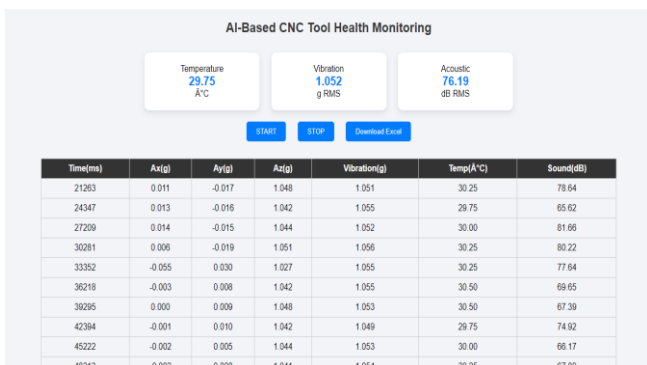 AI-Based CNC Tool Health Monitoring
Temperature Vibration Acoustic
29.75 1.052 76.19
Â°C g RMS dB RMS
START STOP Download Excel
Time(ms) Ax(g) Ay(g) Az(g) Vibration(g) Temp(Â°C) Sound(dB)
21263 0.011 -0.017 1.048 1.051 30.25 78.64
24347 0.013 -0.016 1.042 1.055 29.75 65.62
27209 0.014 -0.015 1.044 1.052 30.00 81.66
30281 0.006 -0.019 1.051 1.056 30.25 80.22
33352 -0.055 0.030 1.027 1.055 30.25 77.64
36218 -0.003 0.008 1.042 1.055 30.50 69.65
39295 0.000 0.009 1.048 1.053 30.50 67.39
42394 -0.001 0.010 1.042 1.049 29.75 74.92
45222 -0.002 0.005 1.044 1.053 30.00 66.17